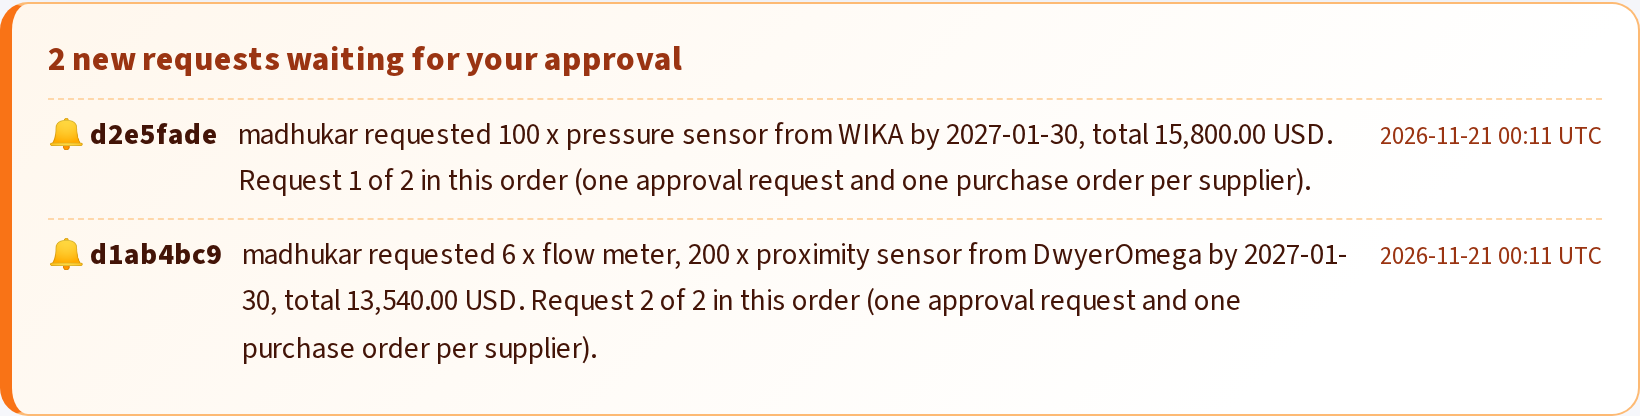 2 new requests waiting for your approval
d2e5fade madhukar requested 100 x pressure sensor from WIKA by 2027-01-30, total 15,800.00 USD. 2026-11-21 00:11 UTC
Request 1 of 2 in this order (one approval request and one purchase order per supplier).
d1ab4bc9 madhukar requested 6 x flow meter, 200 x proximity sensor from DwyerOmega by 2027-01- 2026-11-21 00:11 UTC
30, total 13,540.00 USD. Request 2 of 2 in this order (one approval request and one
purchase order per supplier).